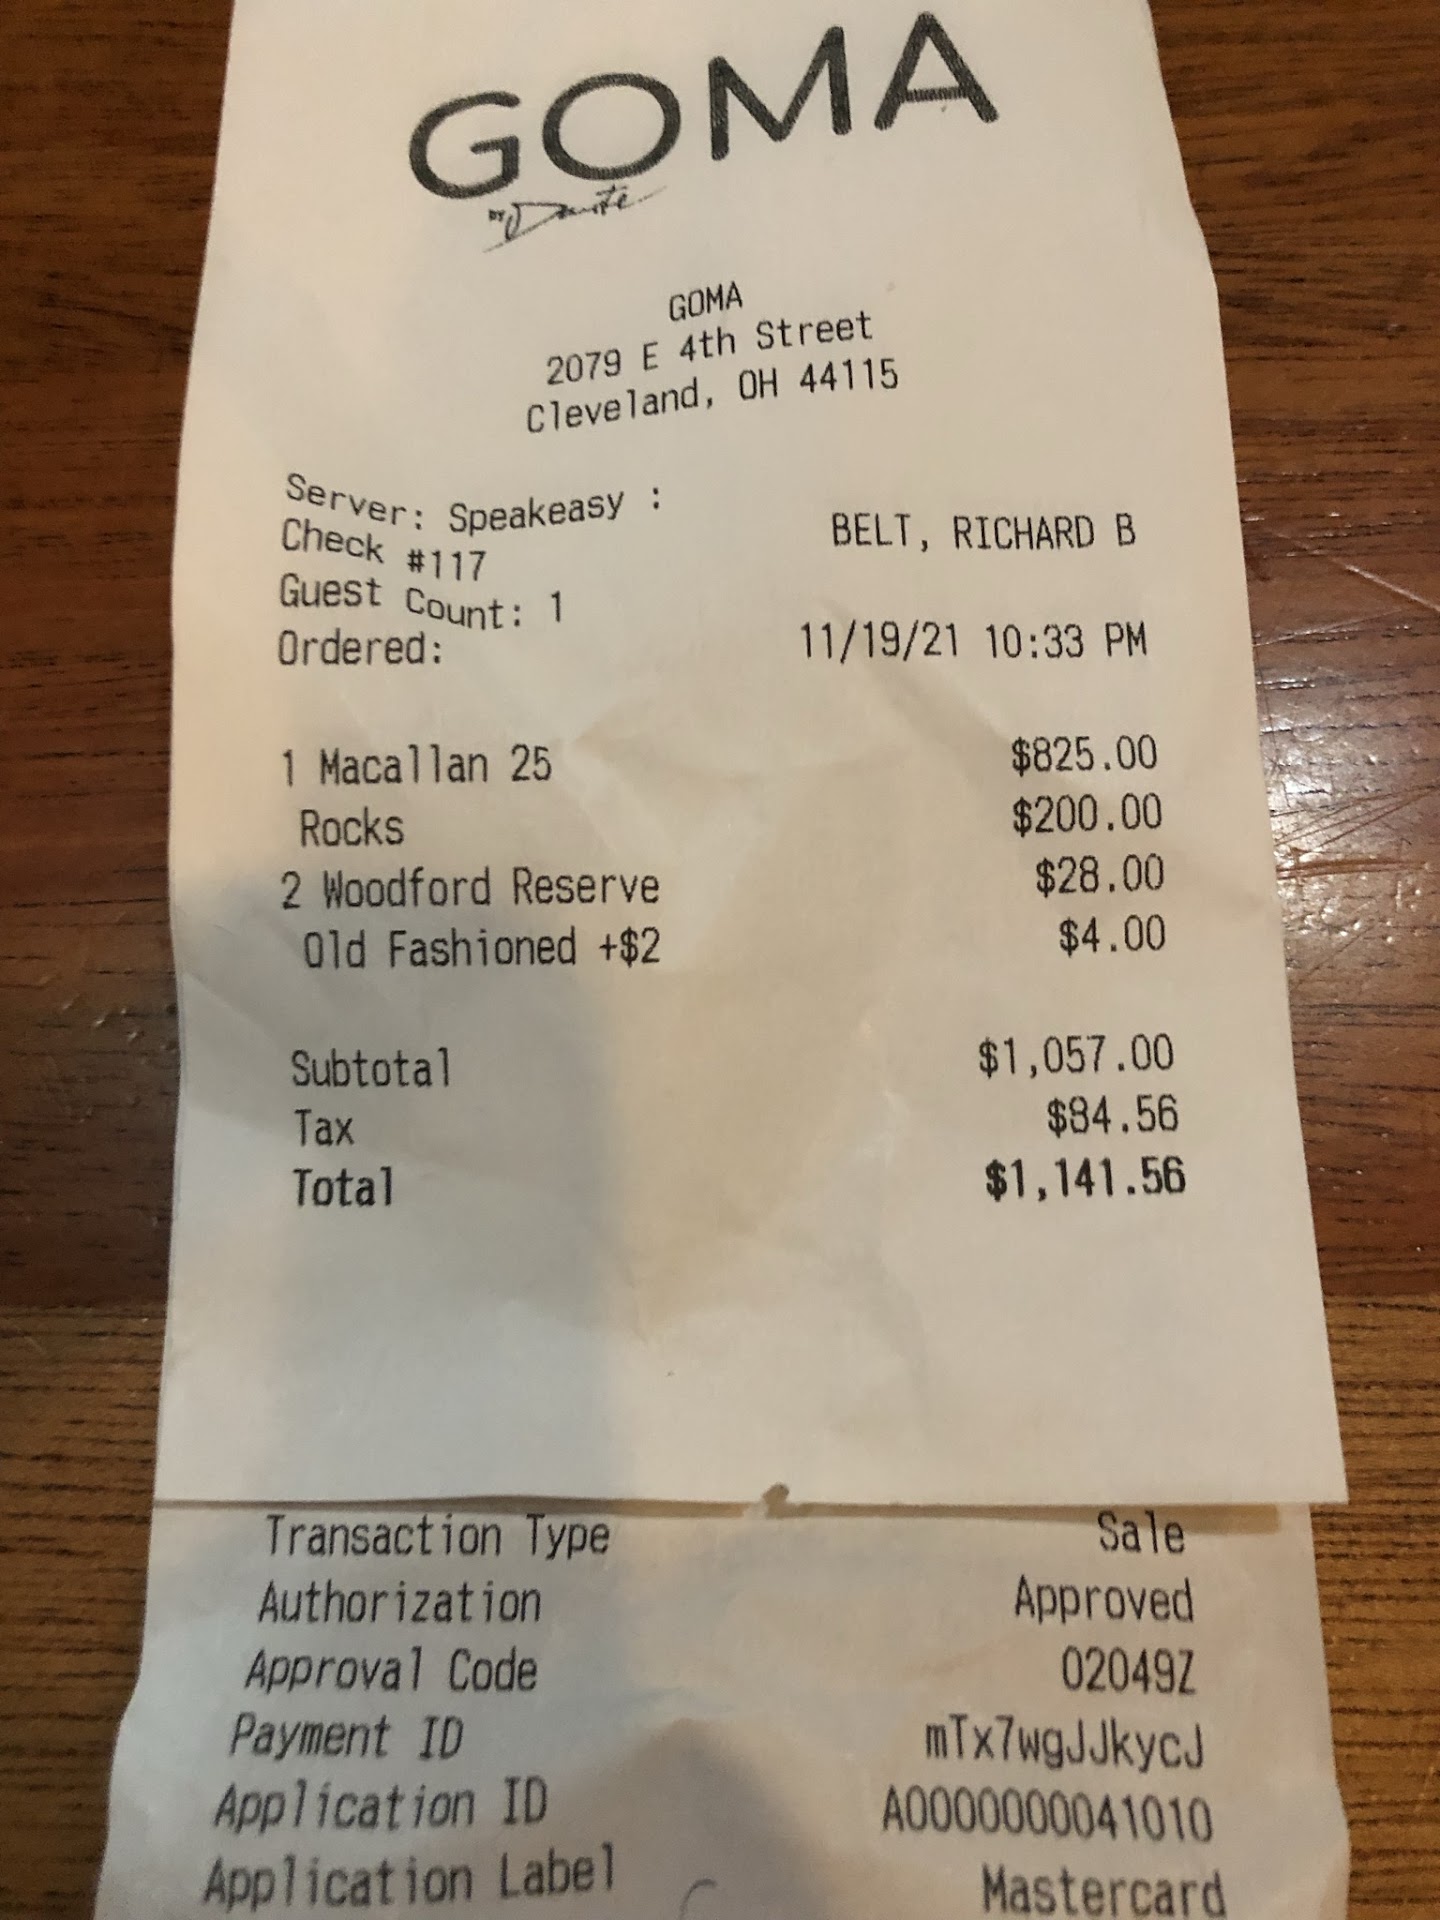 GOMA
BY Dante
GOMA
2079 E 4th Street
Cleveland, OH 44115
Server: Speakeasy :
Check #117 BELT, RICHARD B
Guest Count: 1
Ordered: 11/19/21 10:33 PM
1 Macallan 25 $825.00
Rocks $200.00
2 Woodford Reserve $28.00
Old Fashioned +$2 $4.00
Subtotal $1,057.00
Tax $84.56
Total $1,141.56
Transaction Type Sale
Authorization Approved
Approval Code 02049Z
Payment ID mTx7wgJJkycJ
Application ID A0000000041010
Application Label Mastercard